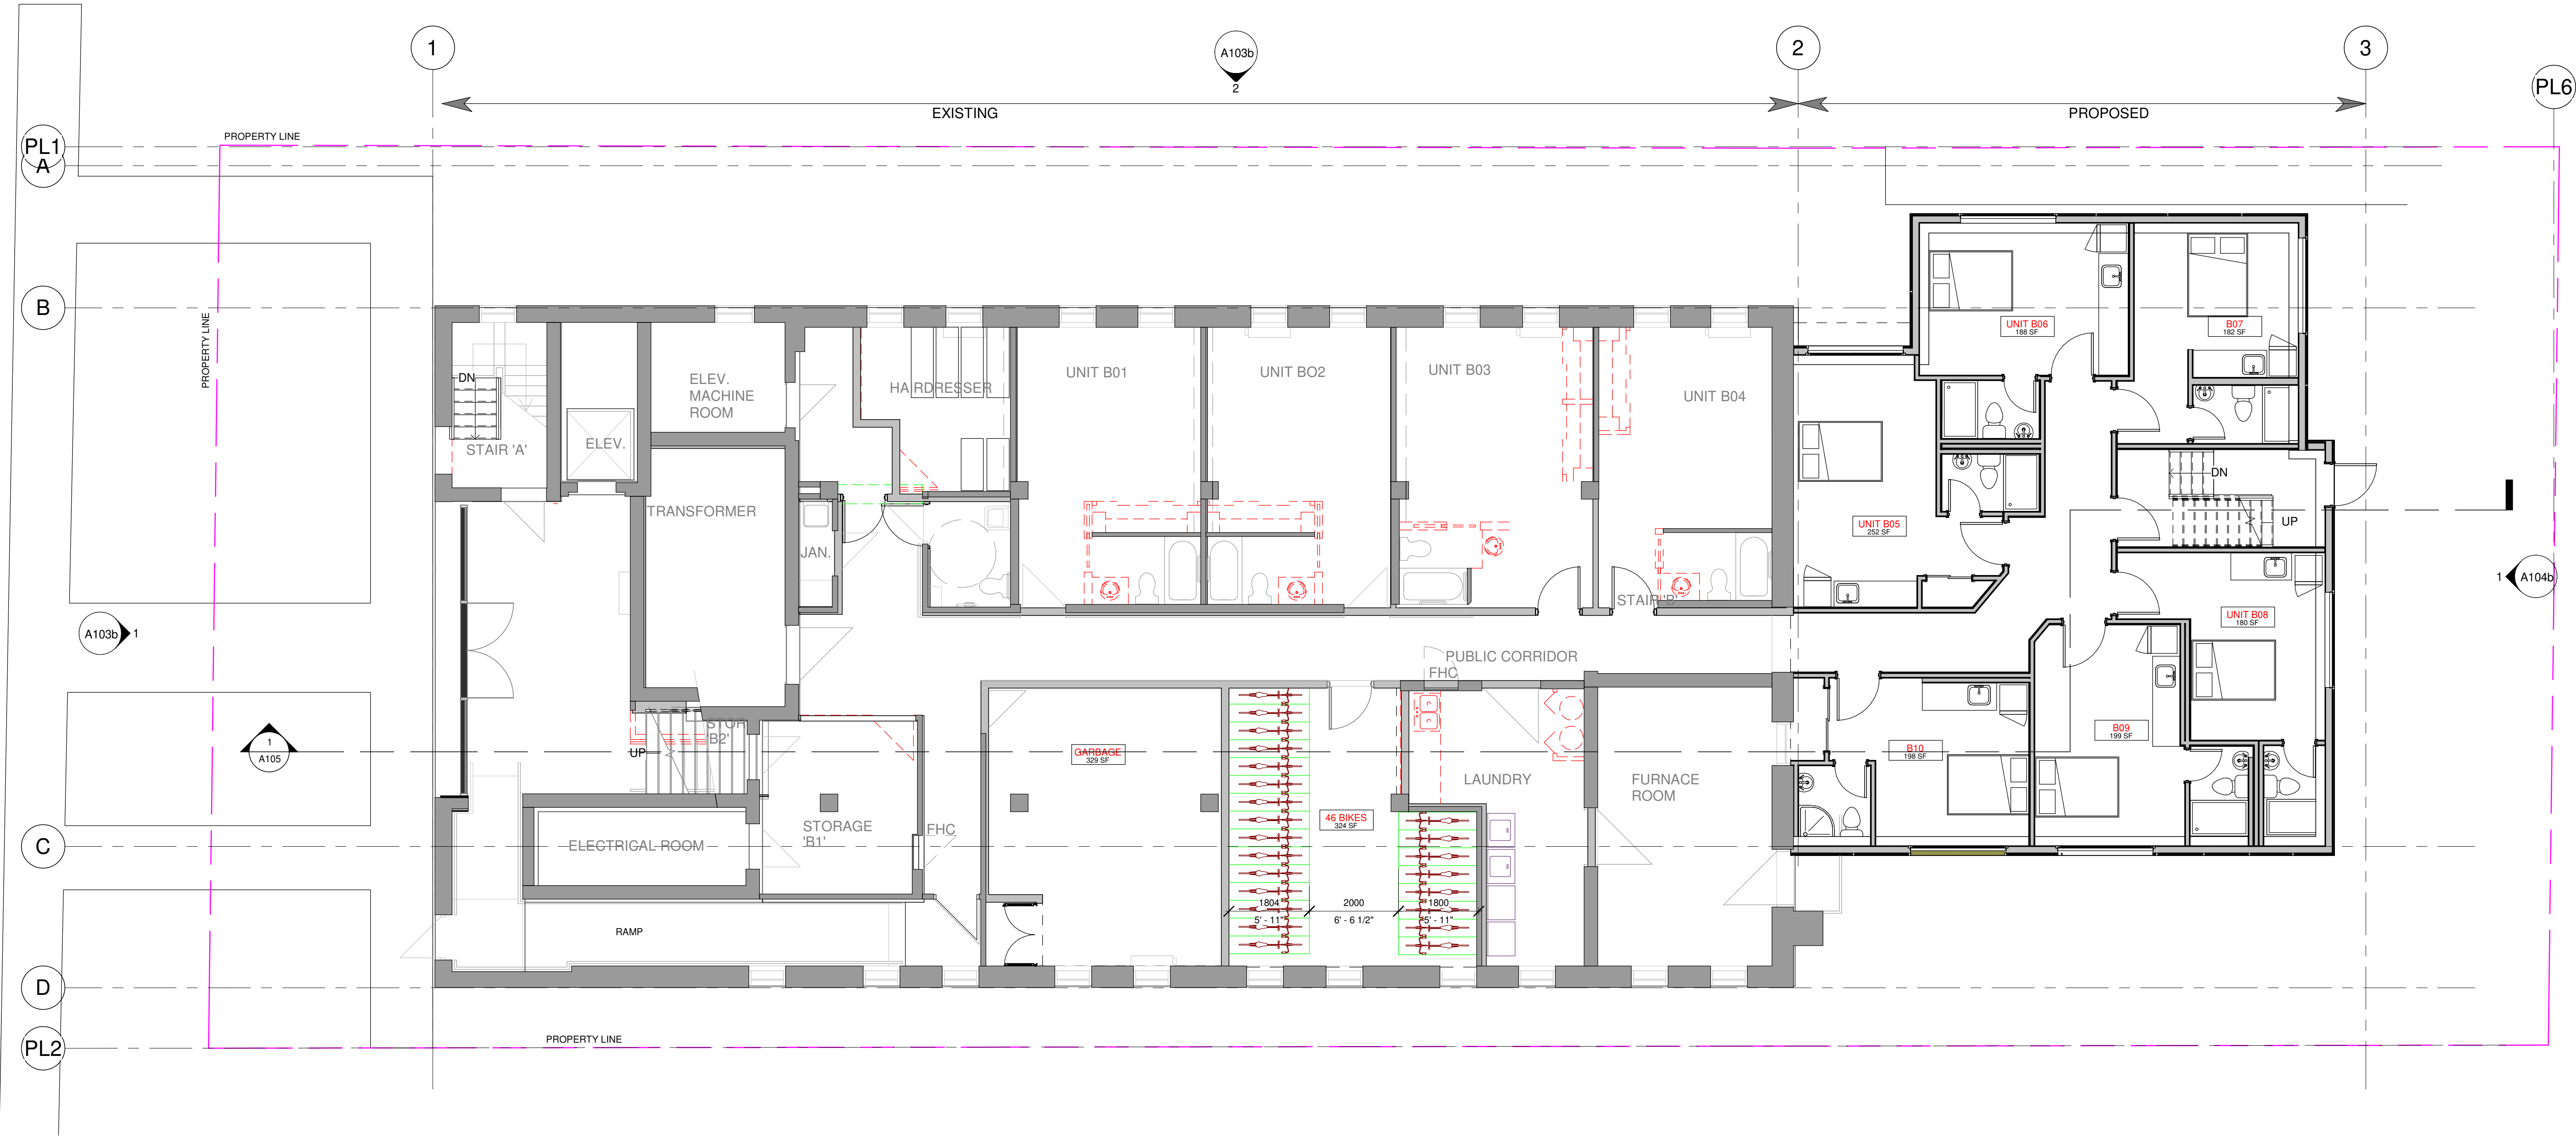 1
A103b
2
2
3
PL6
EXISTING
PROPOSED
PROPERTY LINE
PL1
A
B
PROPERTY LINE
DN
STAIR 'A'
ELEV.
ELEV.
MACHINE
ROOM
HAIRDRESSER
UNIT B01
UNIT BO2
UNIT B03
UNIT B04
UNIT B06
188 SF
B07
182 SF
TRANSFORMER
JAN.
UNIT B05
252 SF
DN
UP
STAIR 'B'
1
A104b
UNIT B08
180 SF
A103b
1
PUBLIC CORRIDOR
FHC
STOR.
'B2'
UP
1
A105
GARBAGE
329 SF
46 BIKES
324 SF
LAUNDRY
FURNACE
ROOM
B10
198 SF
B09
199 SF
C
ELECTRICAL ROOM
STORAGE
'B1'
FHC
1804
2000
1800
5' - 11"
6' - 6 1/2"
5' - 11"
RAMP
D
PL2
PROPERTY LINE